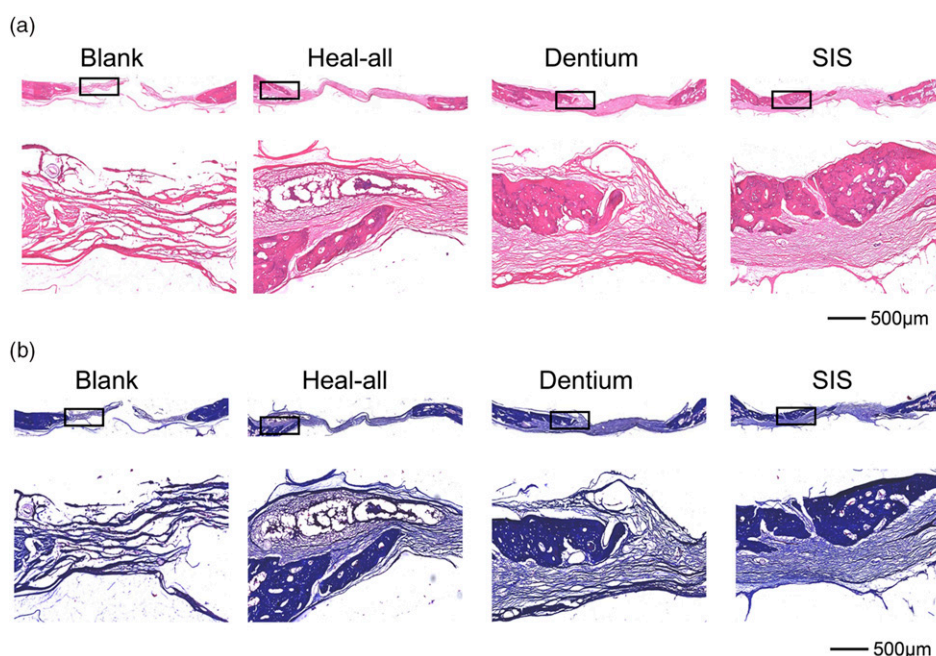 (a)
Blank Heal-all Dentium SIS
500μm
(b)
Blank Heal-all Dentium SIS
500μm